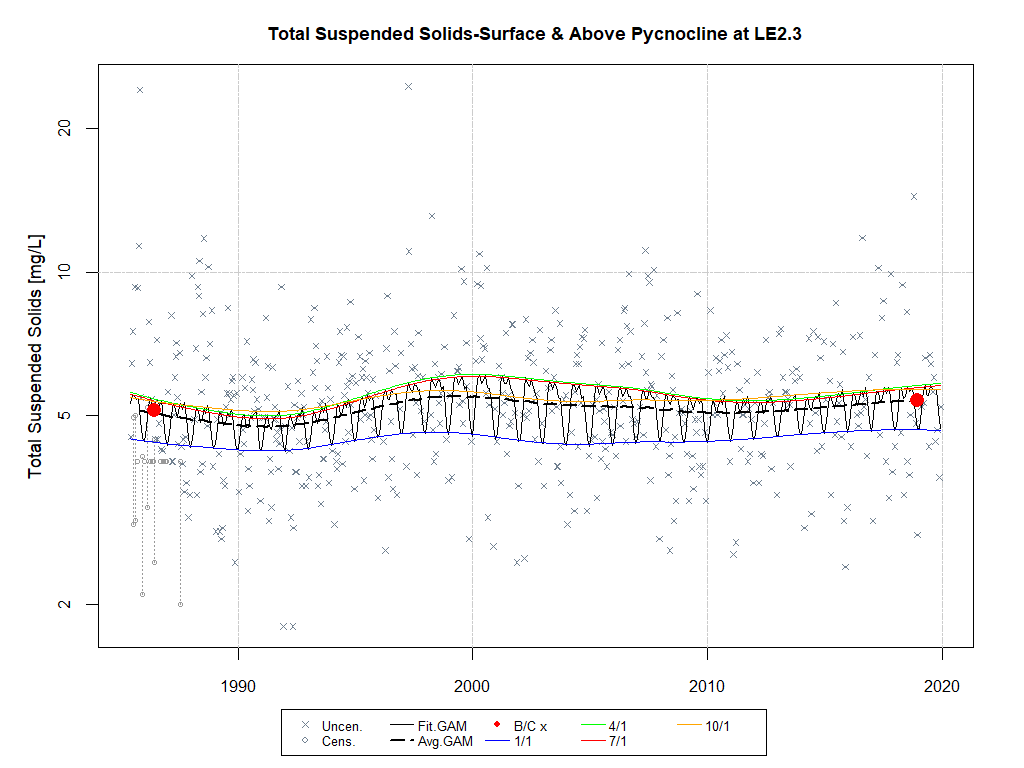 Total Suspended Solids-Surface & Above Pycnocline at LE2.3
Total Suspended Solids [mg/L]
20
10
5
2
1990 2000 2010 2020
Uncen. Fit.GAM B/C x 4/1 10/1
Cens. Avg.GAM 1/1 7/1